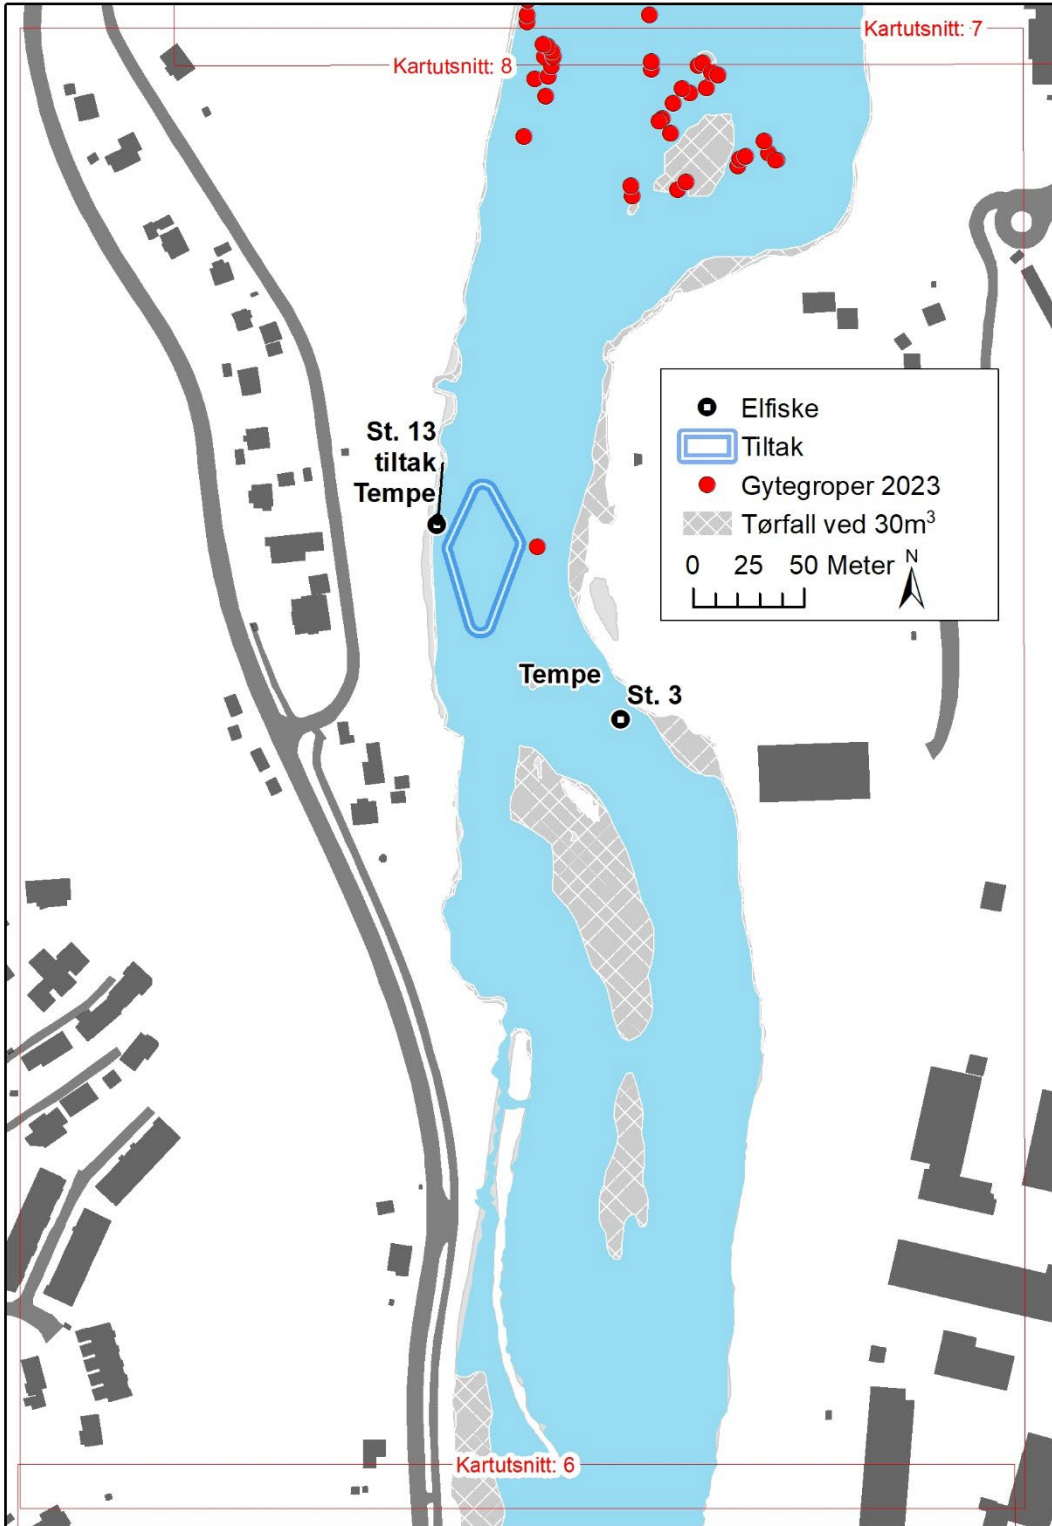 Kartutsnitt: 7
Kartutsnitt: 8
St. 13
tiltak
Tempe
Elfiske
Tiltak
Gytegroper 2023
Tørfall ved 30m³
0 25 50 Meter N
Tempe
St. 3
Kartutsnitt: 6